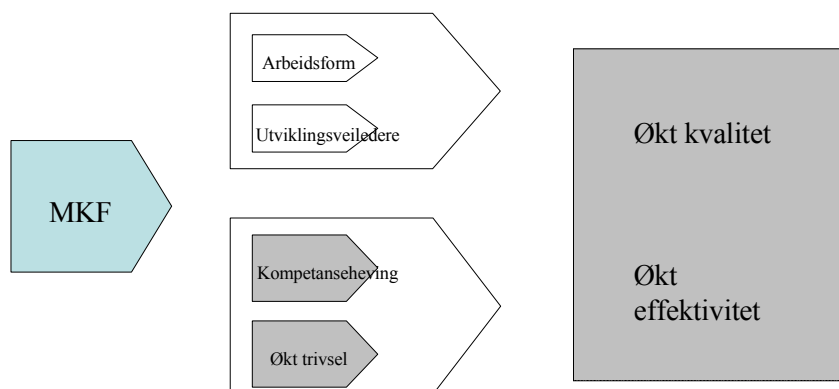 MKF
Arbeidsform
Utviklingsveiledere
Kompetanseheving
Økt trivsel
Økt kvalitet
Økt
effektivitet